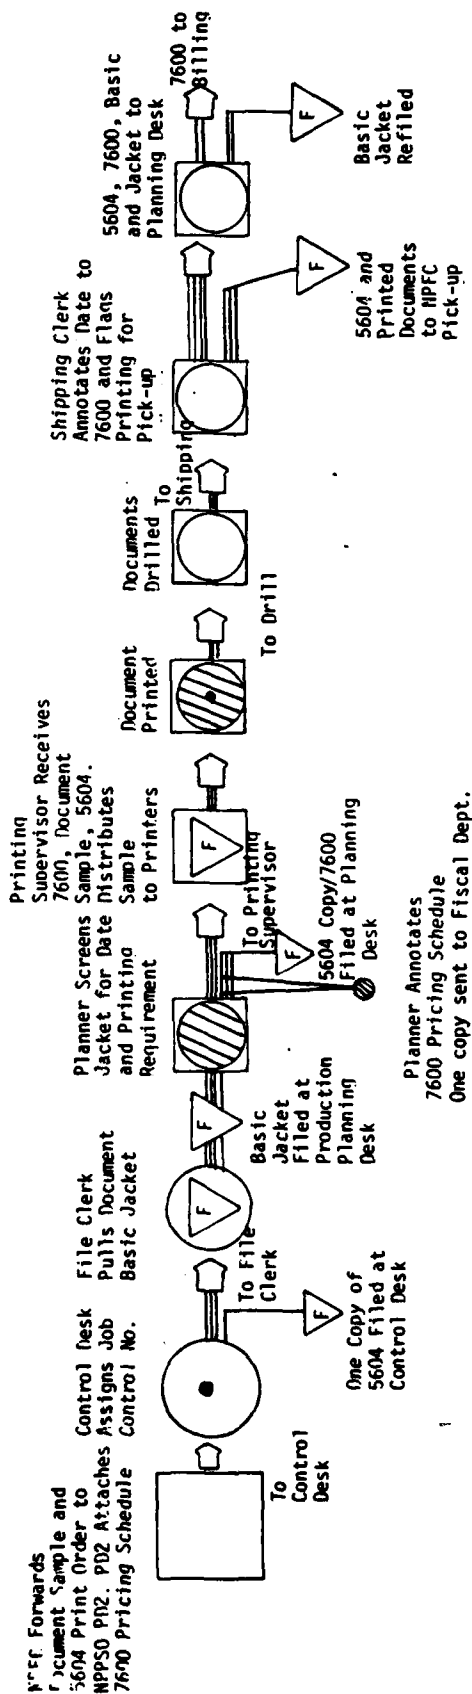 Forwards
Document Sample and
5604 Print Order to
NPPSO PD2. PD2 Attaches
7600 Pricing Schedule
To
Control
Desk
Control Desk
Assigns Job
Control No.
One Copy of
5604 Filed at
Control Desk
To File
Clerk
File Clerk
Pulls Document
Basic Jacket
F
F
F
Basic
Jacket
Filed at
Production
Planning
Desk
Planner Screens
Jacket for Date
and Printing
Requirement
F
5604 Copy/7600
Filed at Planning
Desk
Planner Annotates
7600 Pricing Schedule
One copy sent to Fiscal Dept.
To Printing
Supervisor
Printing
Supervisor Receives
7600, Document
Sample, 5604.
Distributes
Sample
to Printers
F
Document
Printed
To Drill
Documents
Drilled
To
Shipping
Shipping Clerk
Annotates Date to
7600 and Flags
Printing for
Pick-up
F
5604 and
Printed
Documents
to NPFC
Pick-up
5604, 7600, Basic
and Jacket to
Planning Desk
7600 to
Billing
F
Basic
Jacket
Refiled